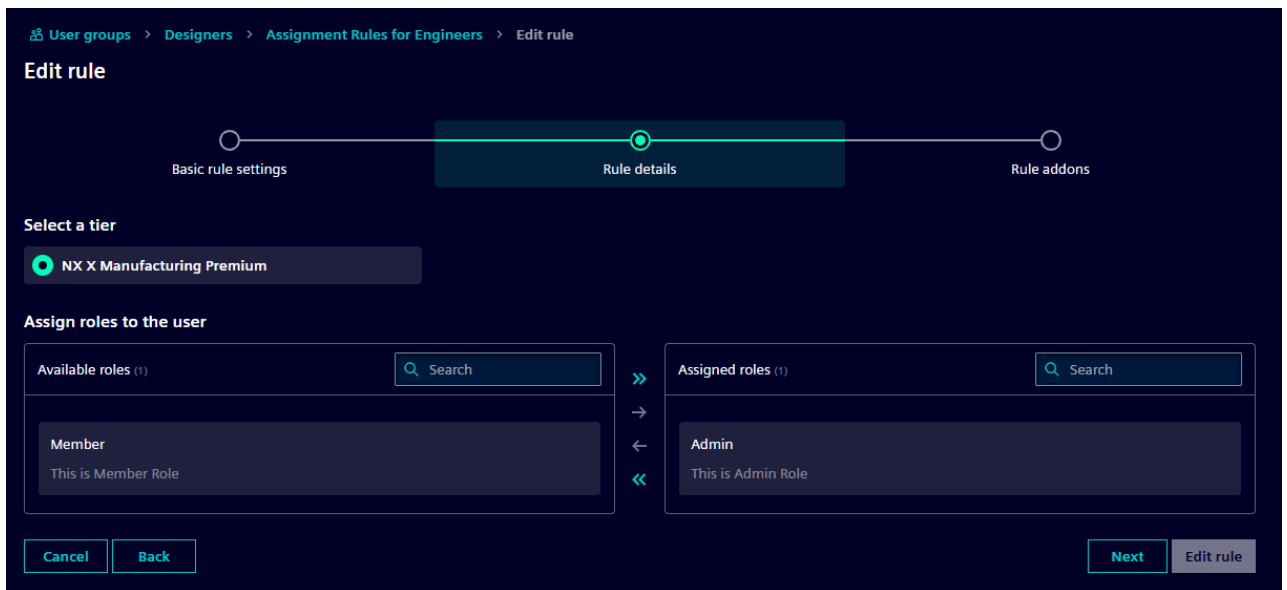 User groups > Designers > Assignment Rules for Engineers > Edit rule
Edit rule
Basic rule settings
Rule details
Rule addons
Select a tier
NX X Manufacturing Premium
Assign roles to the user
Available roles (1)
Search
Assigned roles (1)
Search
Member
This is Member Role
Admin
This is Admin Role
Cancel
Back
Next
Edit rule